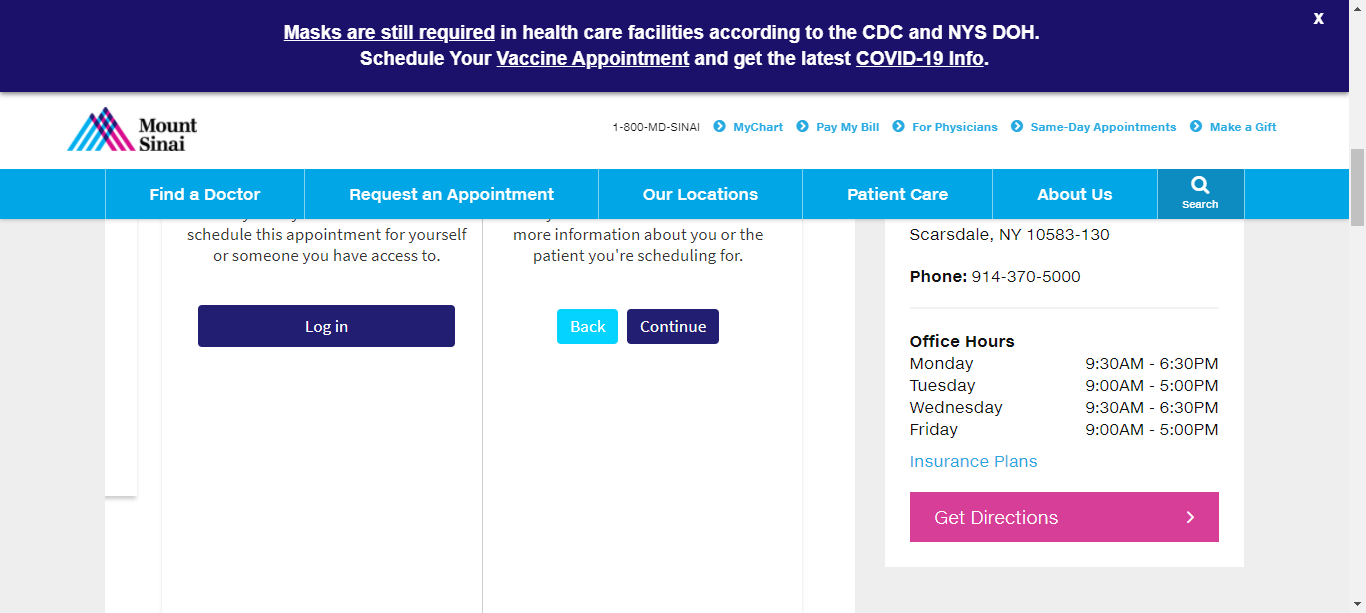 Masks are still required in health care facilities according to the CDC and NYS DOH.
Schedule Your Vaccine Appointment and get the latest COVID-19 Info.
X
Mount
Sinai
1-800-MD-SINAI MyChart Pay My Bill For Physicians Same-Day Appointments Make a Gift
Find a Doctor Request an Appointment Our Locations Patient Care About Us Search
schedule this appointment for yourself
or someone you have access to.
Log in
more information about you or the
patient you're scheduling for.
Back Continue
Scarsdale, NY 10583-130
Phone: 914-370-5000
Office Hours
Monday 9:30AM - 6:30PM
Tuesday 9:00AM - 5:00PM
Wednesday 9:30AM - 6:30PM
Friday 9:00AM - 5:00PM
Insurance Plans
Get Directions